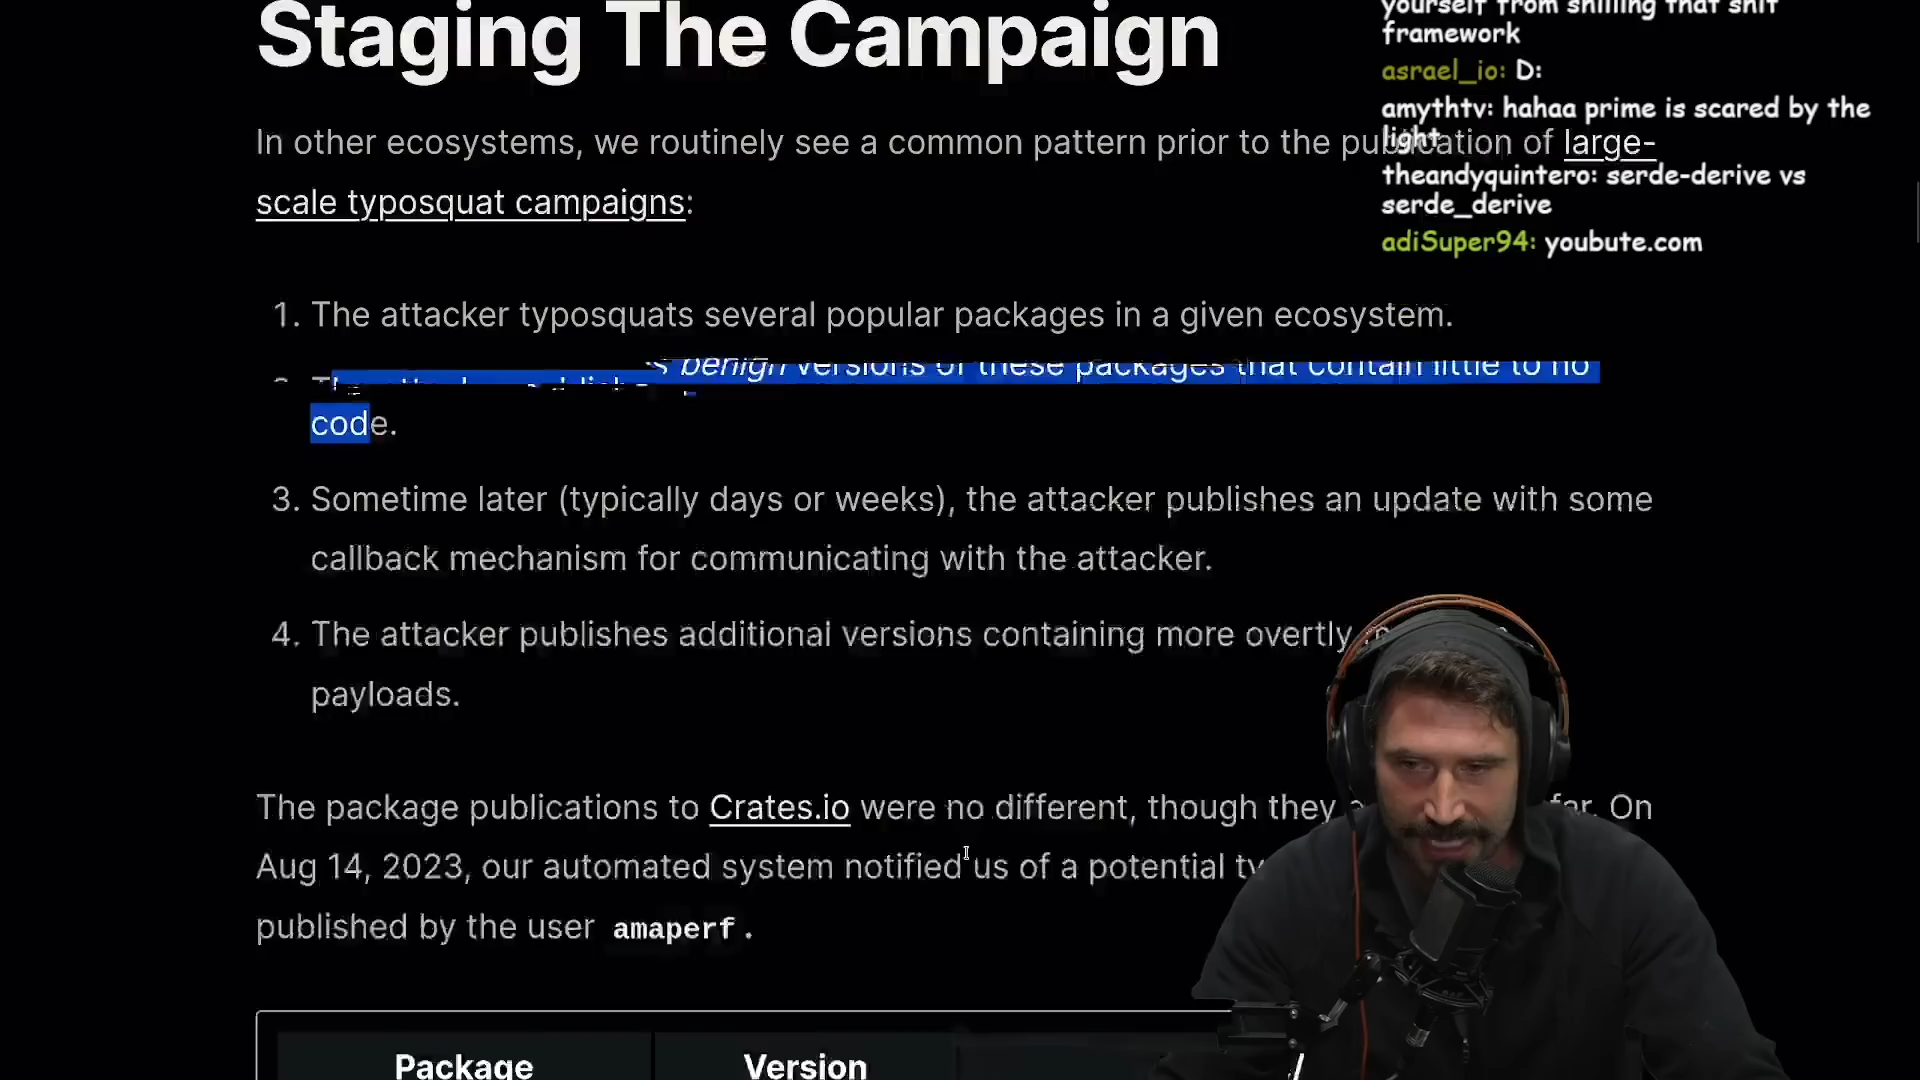 Staging The Campaign
In other ecosystems, we routinely see a common pattern prior to the publication of large-
scale typosquat campaigns:
1. The attacker typosquats several popular packages in a given ecosystem.
benign versions of these packages that contain little to no
code.
3. Sometime later (typically days or weeks), the attacker publishes an update with some
callback mechanism for communicating with the attacker.
4. The attacker publishes additional versions containing more overtly
payloads.
The package publications to Crates.io were no different, though they far. On
Aug 14, 2023, our automated system notified us of a potential
published by the user amaperf.
Package Version
yourself from shilling that shit
framework
asrael_io: D:
amythtv: hahaa prime is scared by the
light
theandyquintero: serde-derive vs
serde_derive
adiSuper94: youbute.com